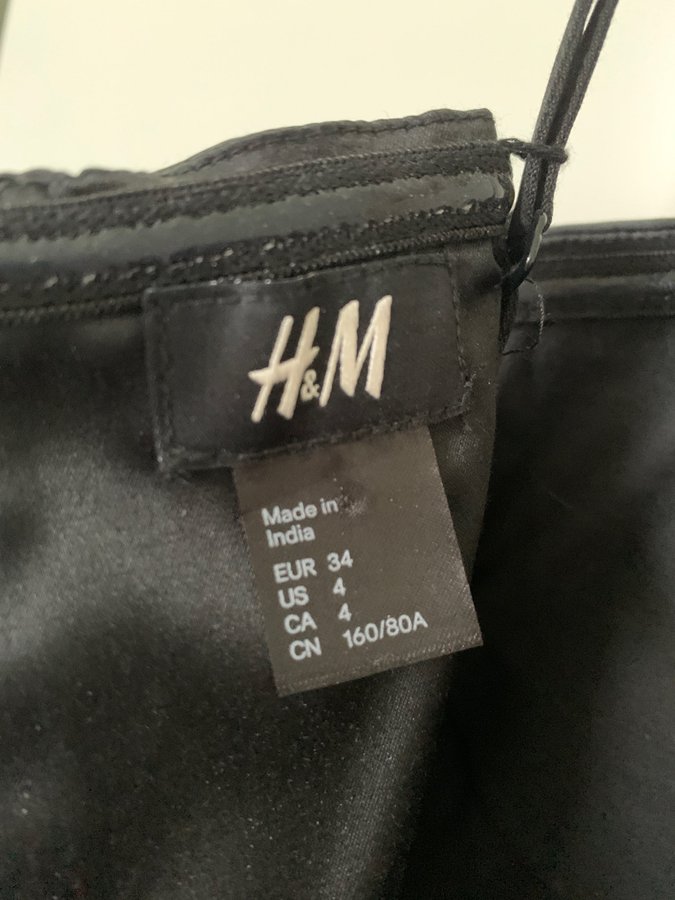 H&M
Made in
India
EUR 34
US 4
CA 4
CN 160/80A